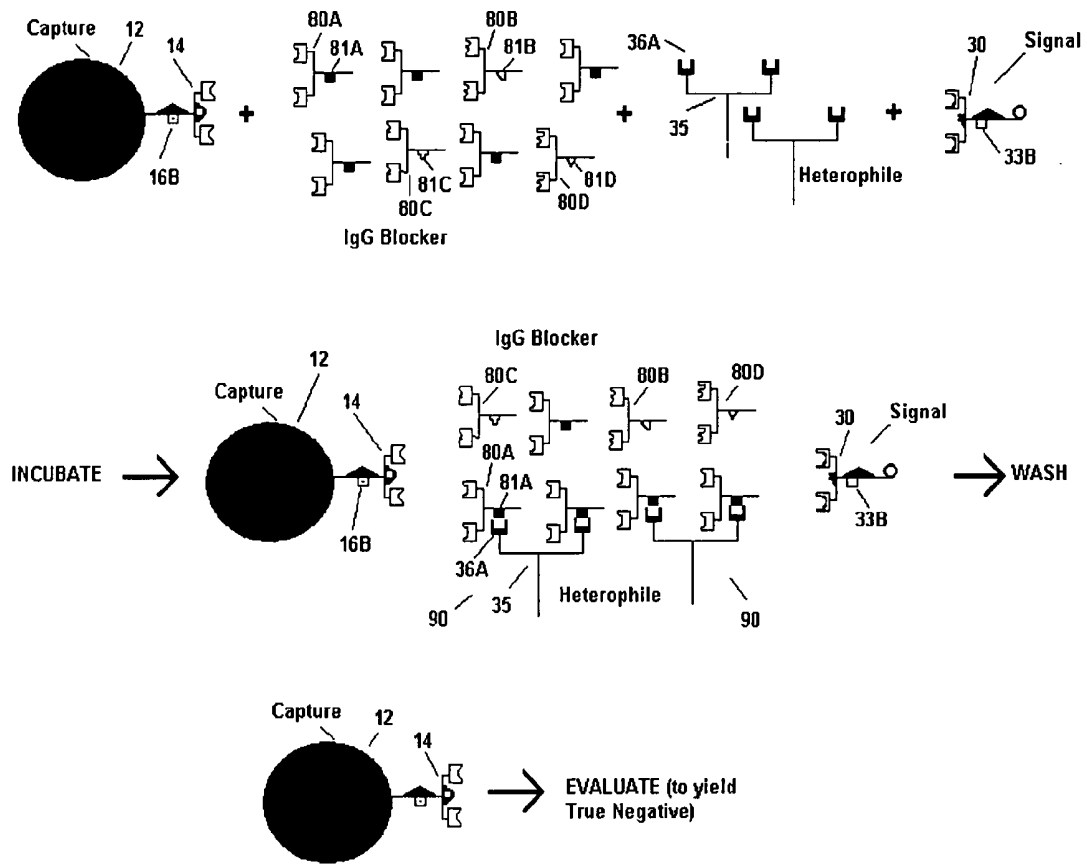 Capture 12 14 80A 81A 80B 81B 36A 30 Signal
+ + +
16B 35 33B
81C 80C 81D 80D Heterophile
IgG Blocker
IgG Blocker
Capture 12 14 80C 80B 80D 30 Signal
INCUBATE 80A 81A WASH
16B 33B
36A 35 Heterophile
90 90
Capture 12 14
EVALUATE (to yield
True Negative)